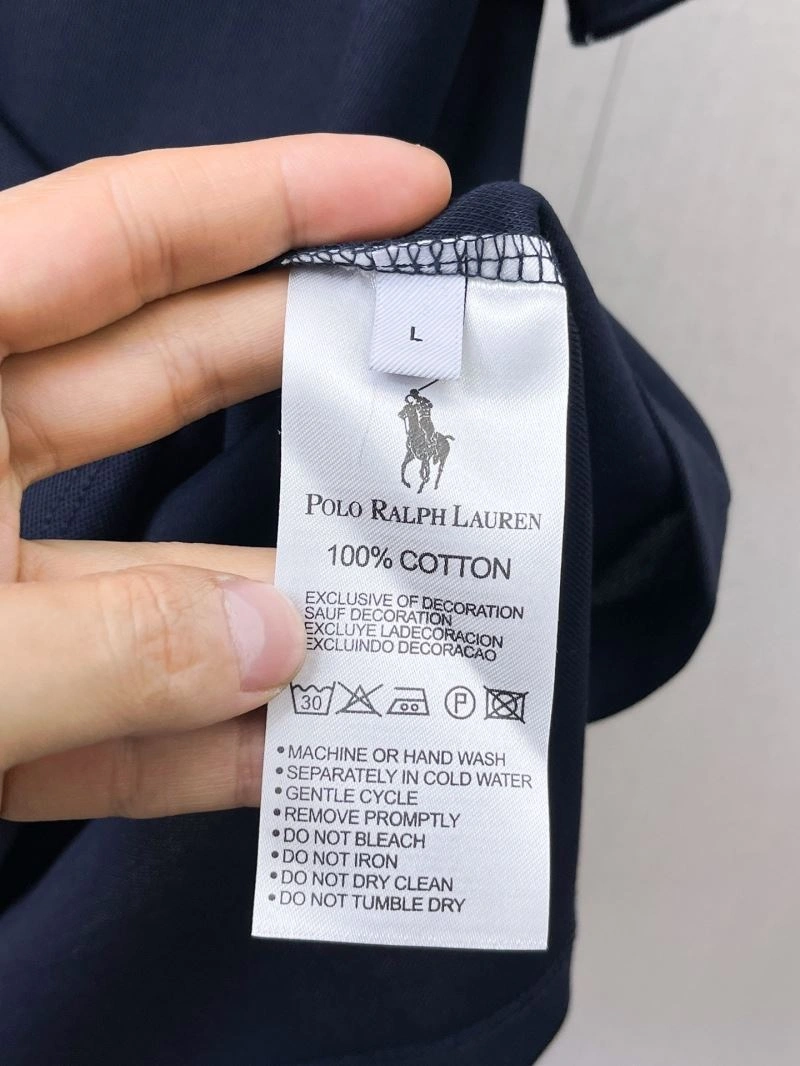 L
POLO RALPH LAUREN
100% COTTON
EXCLUSIVE OF DECORATION
SAUF DECORATION
EXCLUYE LADECORACION
EXCLUINDO DECORACAO
30 P
•MACHINE OR HAND WASH
•SEPARATELY IN COLD WATER
•GENTLE CYCLE
•REMOVE PROMPTLY
•DO NOT BLEACH
•DO NOT IRON
•DO NOT DRY CLEAN
•DO NOT TUMBLE DRY